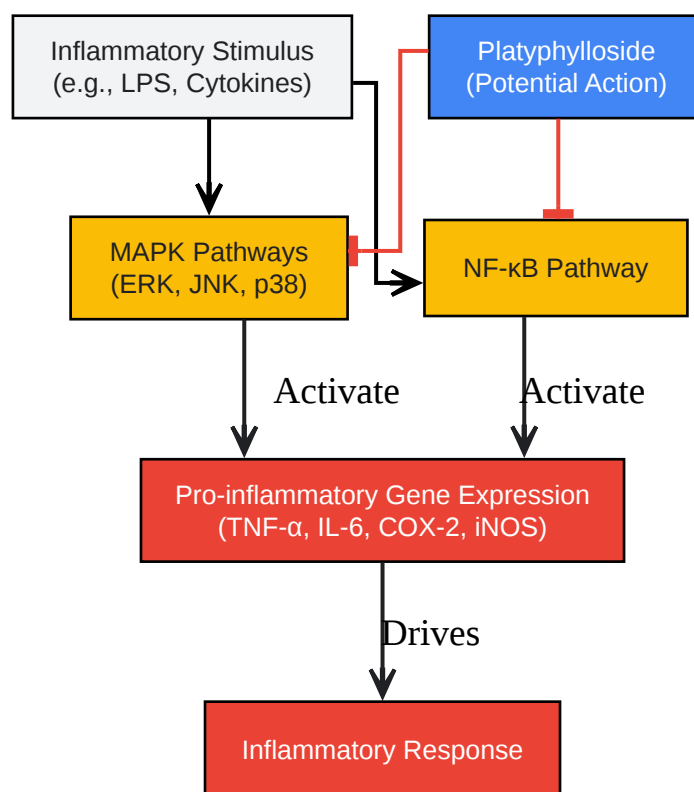 Inflammatory Stimulus
(e.g., LPS, Cytokines)
Platyphylloside
(Potential Action)
MAPK Pathways
(ERK, JNK, p38)
NF-κB Pathway
Activate
Activate
Pro-inflammatory Gene Expression
(TNF-α, IL-6, COX-2, iNOS)
Drives
Inflammatory Response